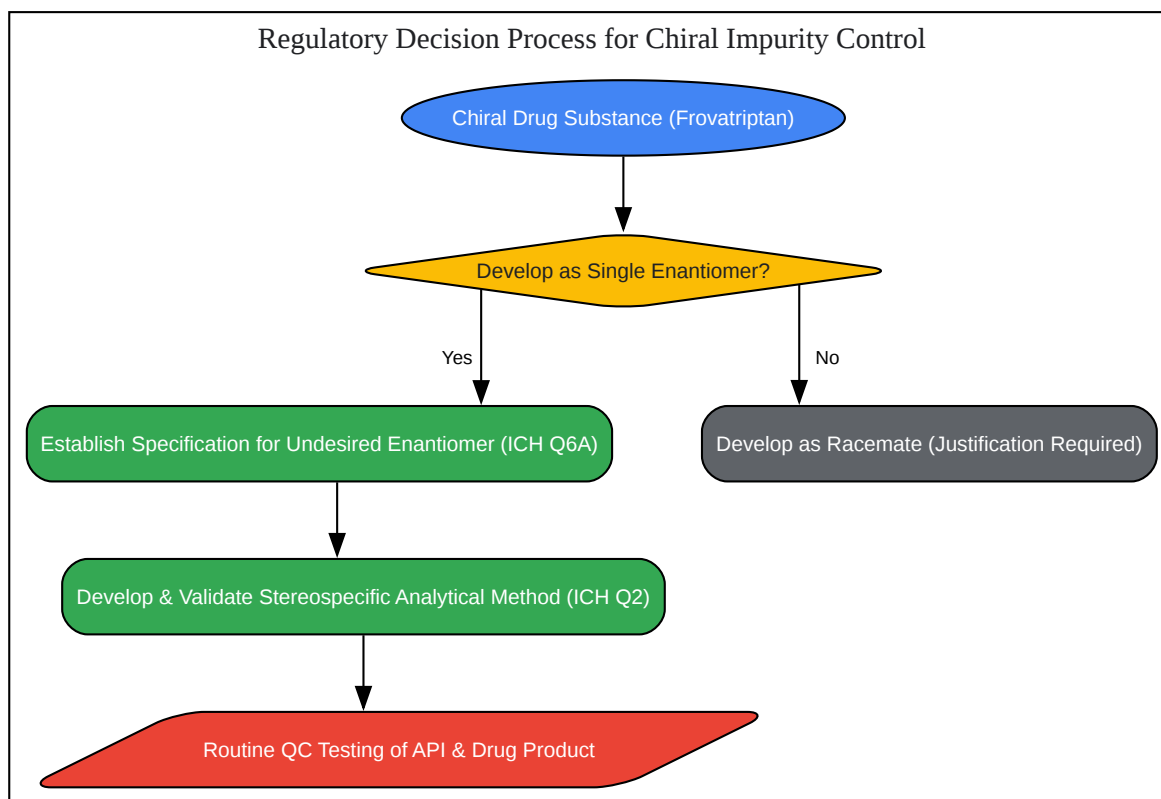 Regulatory Decision Process for Chiral Impurity Control
Chiral Drug Substance (Frovatriptan)
Develop as Single Enantiomer?
Yes
No
Establish Specification for Undesired Enantiomer (ICH Q6A)
Develop as Racemate (Justification Required)
Develop & Validate Stereospecific Analytical Method (ICH Q2)
Routine QC Testing of API & Drug Product